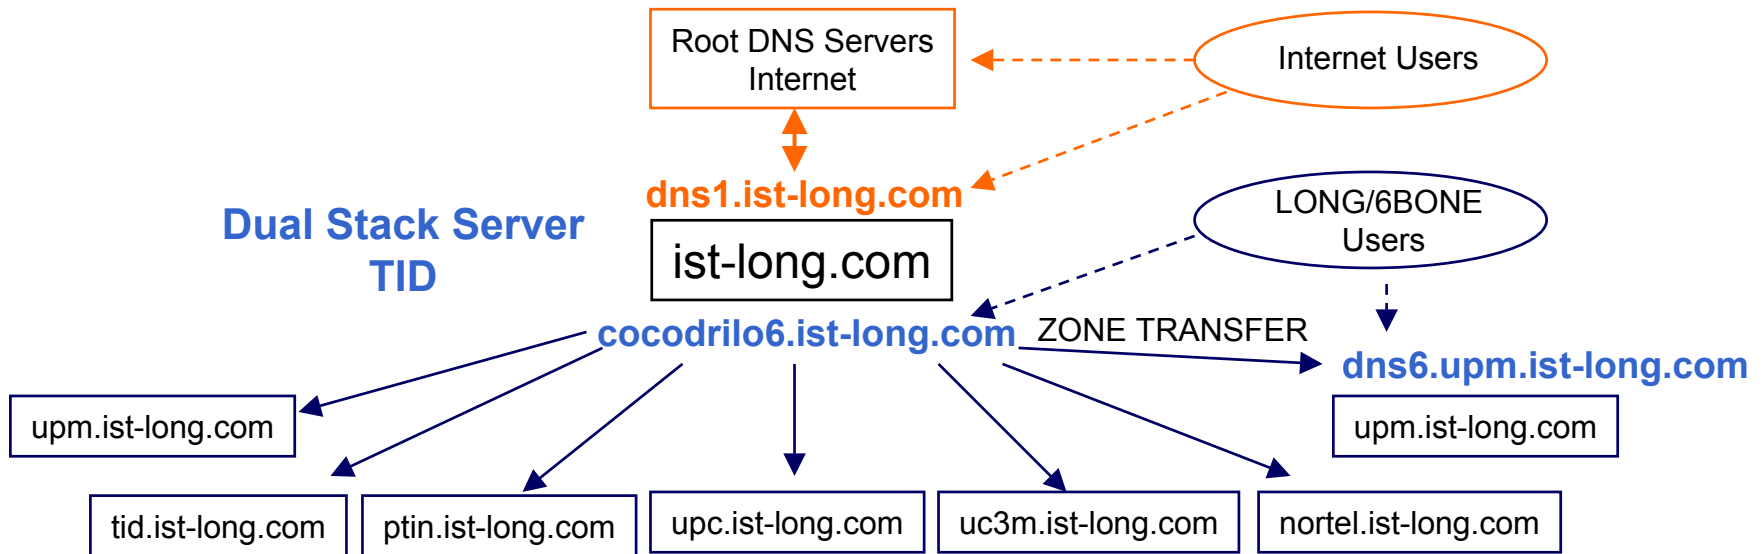 Root DNS Servers
Internet
Internet Users
dns1.ist-long.com
LONG/6BONE
Users
Dual Stack Server
TID
ist-long.com
cocodrilo6.ist-long.com
ZONE TRANSFER
dns6.upm.ist-long.com
upm.ist-long.com
upm.ist-long.com
tid.ist-long.com
ptin.ist-long.com
upc.ist-long.com
uc3m.ist-long.com
nortel.ist-long.com